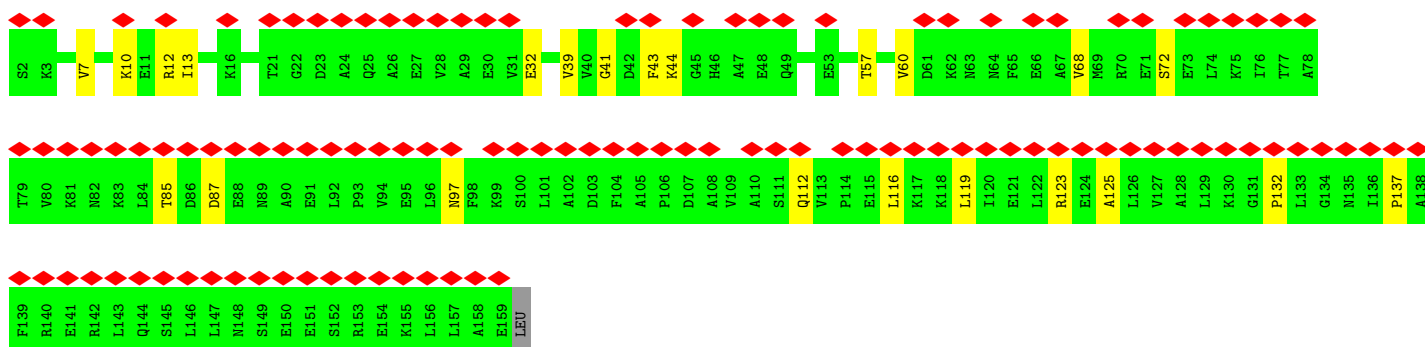 S2 K3 V7 K10 E11 R12 I13 K16 T21 G22 D23 A24 Q25 A26 E27 V28 A29 E30 V31 E32 V39 V40 G41 D42 F43 K44 G45 H46 A47 E48 Q49 E53 T57 V60 D61 K62 N63 N64 F65 E66 A67 V68 M69 R70 E71 S72 E73 L74 K75 I76 T77 A78
T79 V80 K81 N82 K83 L84 T85 D86 D87 E88 N89 A90 E91 L92 P93 V94 E95 L96 N97 F98 K99 S100 L101 A102 D103 F104 A105 P106 D107 A108 V109 A110 S111 Q112 V113 P114 E115 L116 K117 K118 L119 I120 E121 L122 R123 E124 A125 L126 V127 A128 L129 K130 G131 P132 L133 G134 N135 I136 P137 A138
F139 R140 E141 R142 L143 Q144 S145 L146 L147 N148 S149 E150 E151 S152 R153 E154 K155 L156 L157 A158 E159 LEU